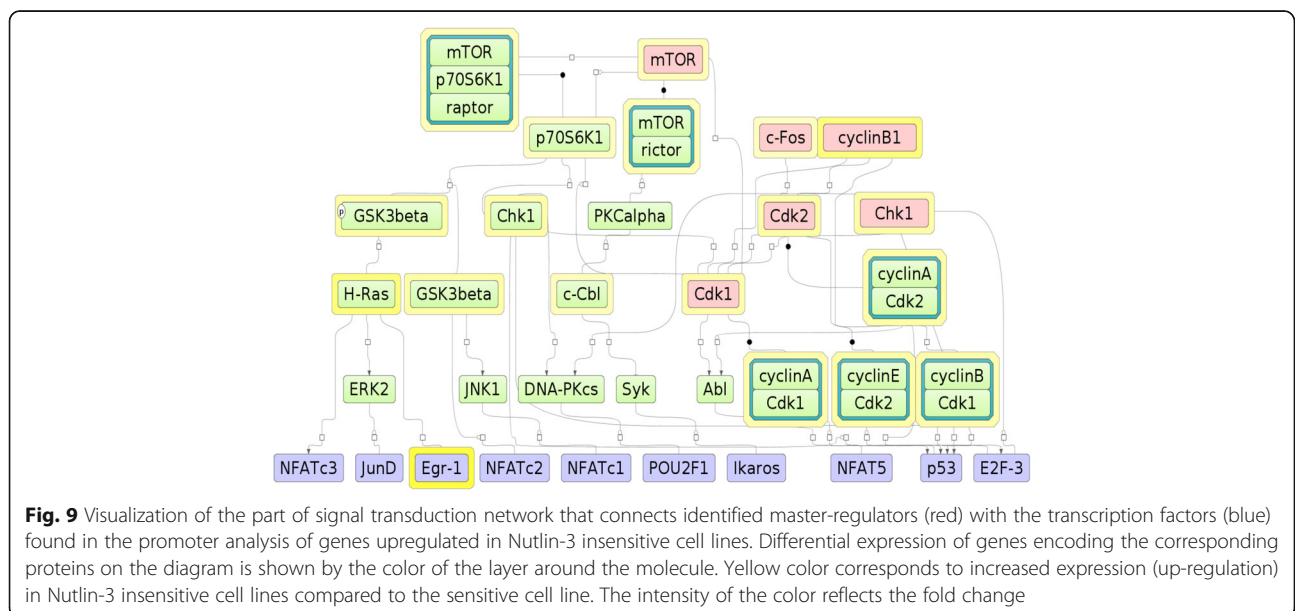 mTOR
p70S6K1
raptor
mTOR
p70S6K1
mTOR
rictor
c-Fos
cyclinB1
p
GSK3beta
Chk1
PKCalpha
Cdk2
Chk1
H-Ras
GSK3beta
c-Cbl
Cdk1
cyclinA
Cdk2
ERK2
JNK1
DNA-PKcs
Syk
Abl
cyclinA
Cdk1
cyclinE
Cdk2
cyclinB
Cdk1
NFATc3
JunD
Egr-1
NFATc2
NFATc1
POU2F1
Ikaros
NFAT5
p53
E2F-3
Fig. 9 Visualization of the part of signal transduction network that connects identified master-regulators (red) with the transcription factors (blue)
found in the promoter analysis of genes upregulated in Nutlin-3 insensitive cell lines. Differential expression of genes encoding the corresponding
proteins on the diagram is shown by the color of the layer around the molecule. Yellow color corresponds to increased expression (up-regulation)
in Nutlin-3 insensitive cell lines compared to the sensitive cell line. The intensity of the color reflects the fold change